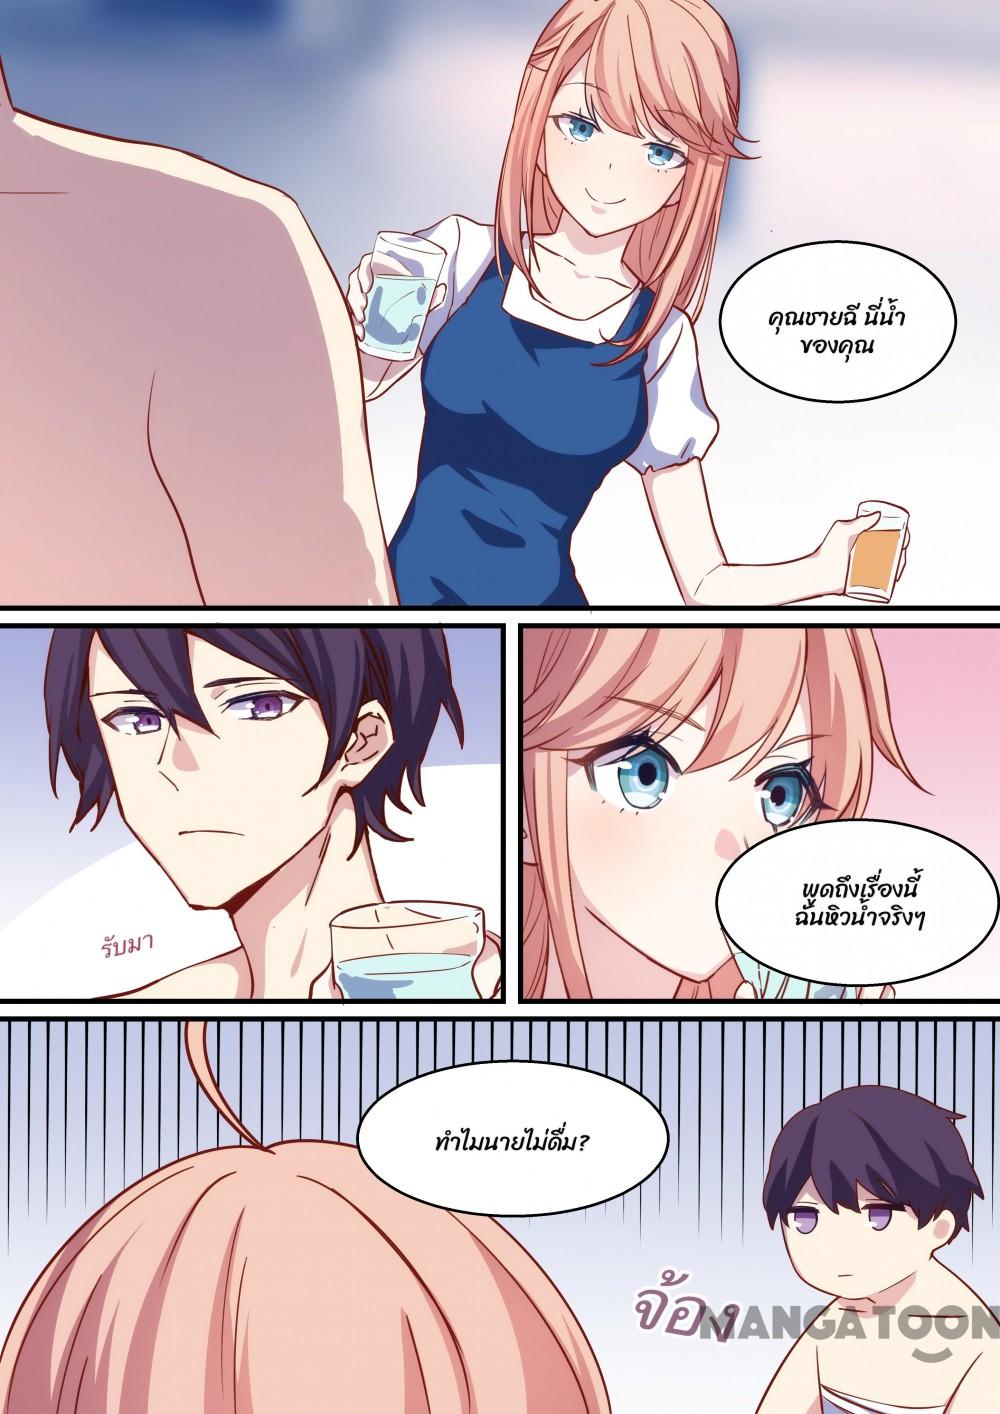 คุณชายฉี นี่น้ำ
ของคุณ
รับมา
พูดถึงเรื่องนี้
ฉันหิวน้ำจริงๆ
ทำไมนายไม่ดื่ม?
จ้อง
MANGATOON